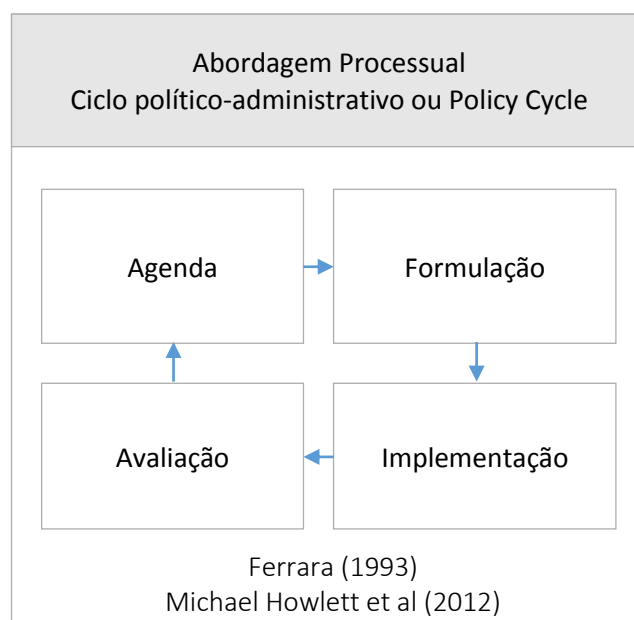 Abordagem Processual
Ciclo político-administrativo ou Policy Cycle
Agenda
Formulação
Avaliação
Implementação
Ferrara (1993)
Michael Howlett et al (2012)